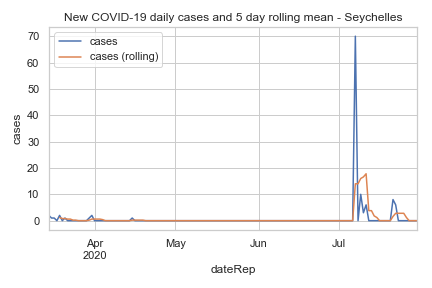 New COVID-19 daily cases and 5 day rolling mean - Seychelles
cases
cases (rolling)
70
60
50
40
30
20
10
0
cases
Apr
2020
May
Jun
Jul
dateRep